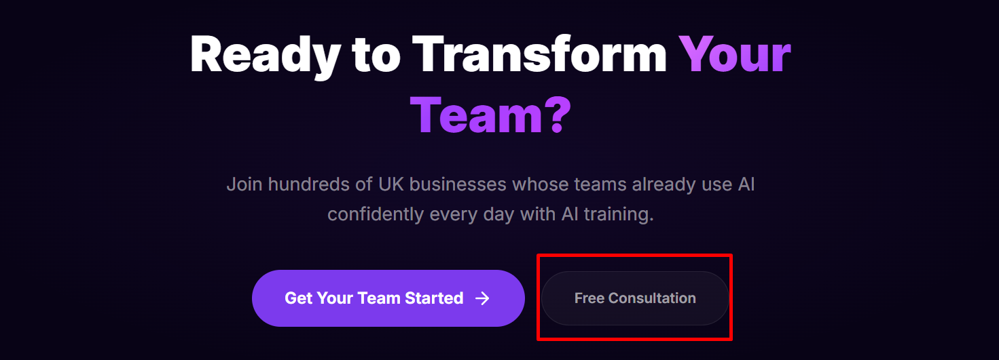 Ready to Transform Your
Team?
Join hundreds of UK businesses whose teams already use AI
confidently every day with AI training.
Get Your Team Started →
Free Consultation